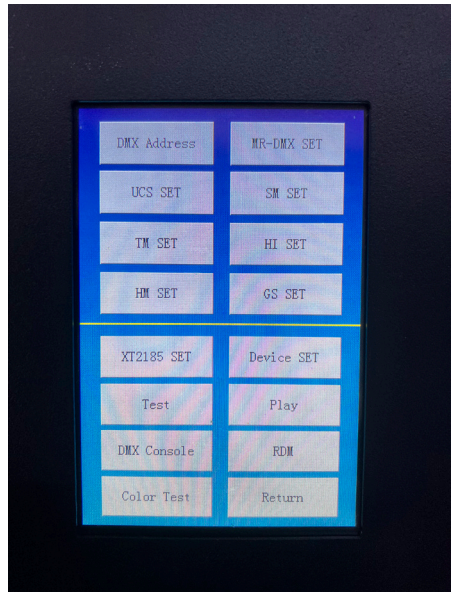 DMX Address MR-DMX SET
UCS SET SM SET
TM SET HI SET
HM SET GS SET
XT2185 SET Device SET
Test Play
DMX Console RDM
Color Test Return